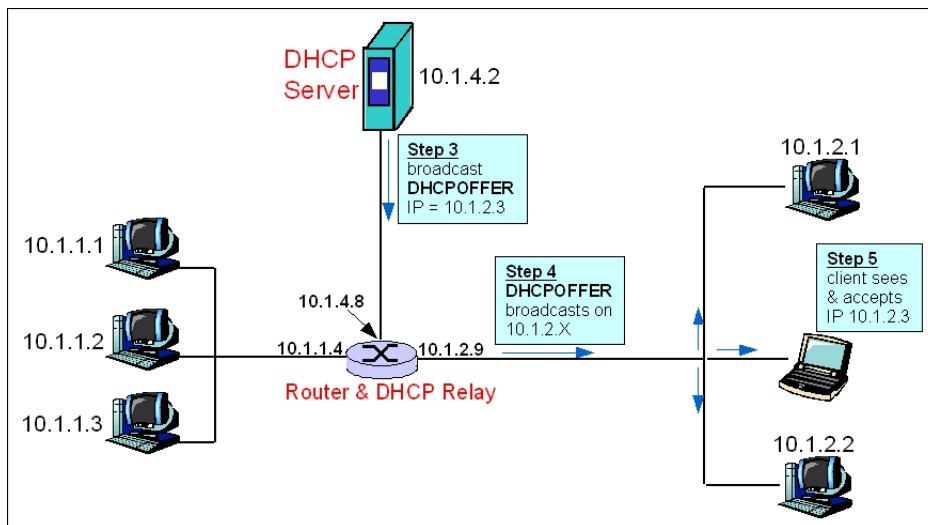 DHCP
Server
10.1.4.2
Step 3
broadcast
DHCPOFFER
IP = 10.1.2.3
10.1.2.1
10.1.1.1
Step 4
DHCPOFFER
broadcasts on
10.1.2.X
Step 5
client sees
& accepts
IP 10.1.2.3
10.1.4.8
10.1.1.2
10.1.1.4
10.1.2.9
Router & DHCP Relay
10.1.1.3
10.1.2.2